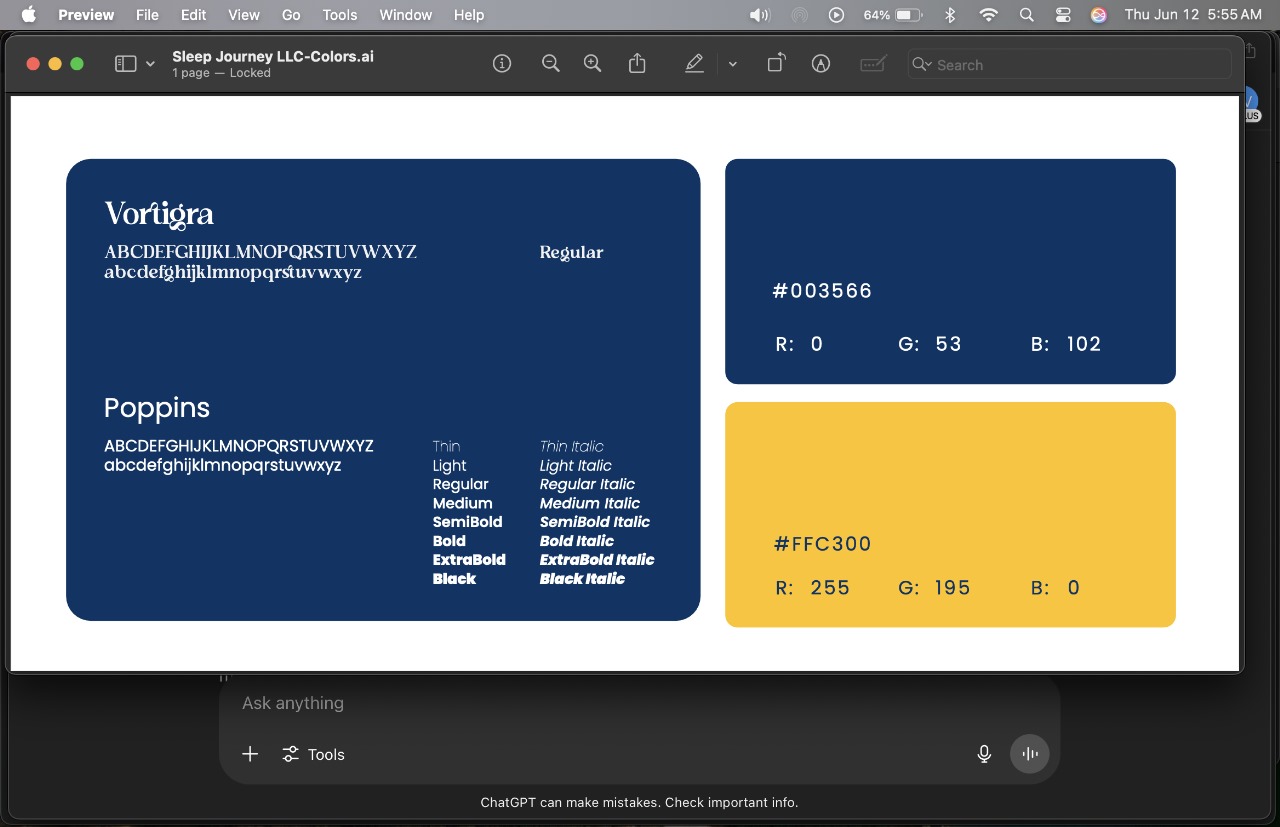 Preview File Edit View Go Tools Window Help 64% Thu Jun 12 5:55 AM
Sleep Journey LLC-Colors.ai
1 page — Locked
Search
Vortigra
ABCDEFGHIJKLMNOPQRSTUVWXYZ
abcdefghijklmnopqrstuvwxyz
Regular
Poppins
ABCDEFGHIJKLMNOPQRSTUVWXYZ
abcdefghijklmnopqrstuvwxyz
Thin Thin Italic
Light Light Italic
Regular Regular Italic
Medium Medium Italic
SemiBold SemiBold Italic
Bold Bold Italic
ExtraBold ExtraBold Italic
Black Black Italic
#003566
R: 0 G: 53 B: 102
#FFC300
R: 255 G: 195 B: 0
Ask anything
Tools
ChatGPT can make mistakes. Check important info.